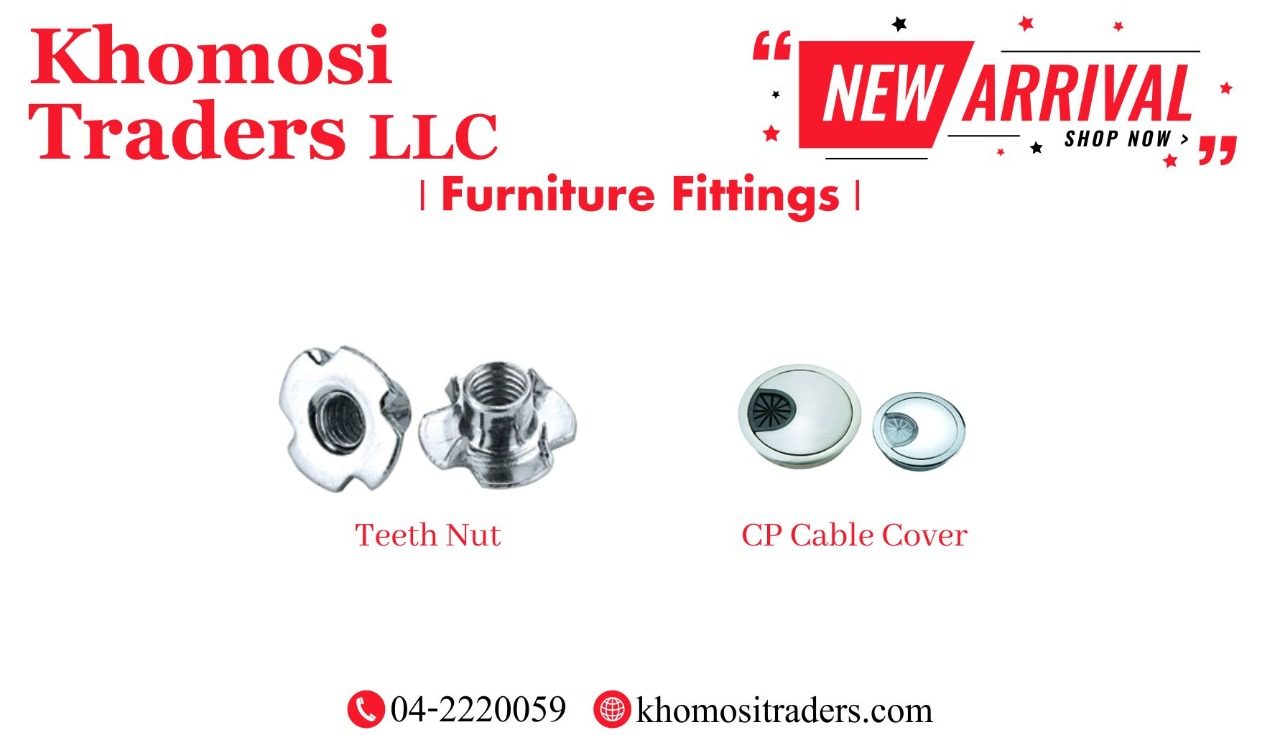 Khomosi
Traders LLC
“NEW ARRIVAL
SHOP NOW >”
| Furniture Fittings |
Teeth Nut
CP Cable Cover
04-2220059
khomositraders.com